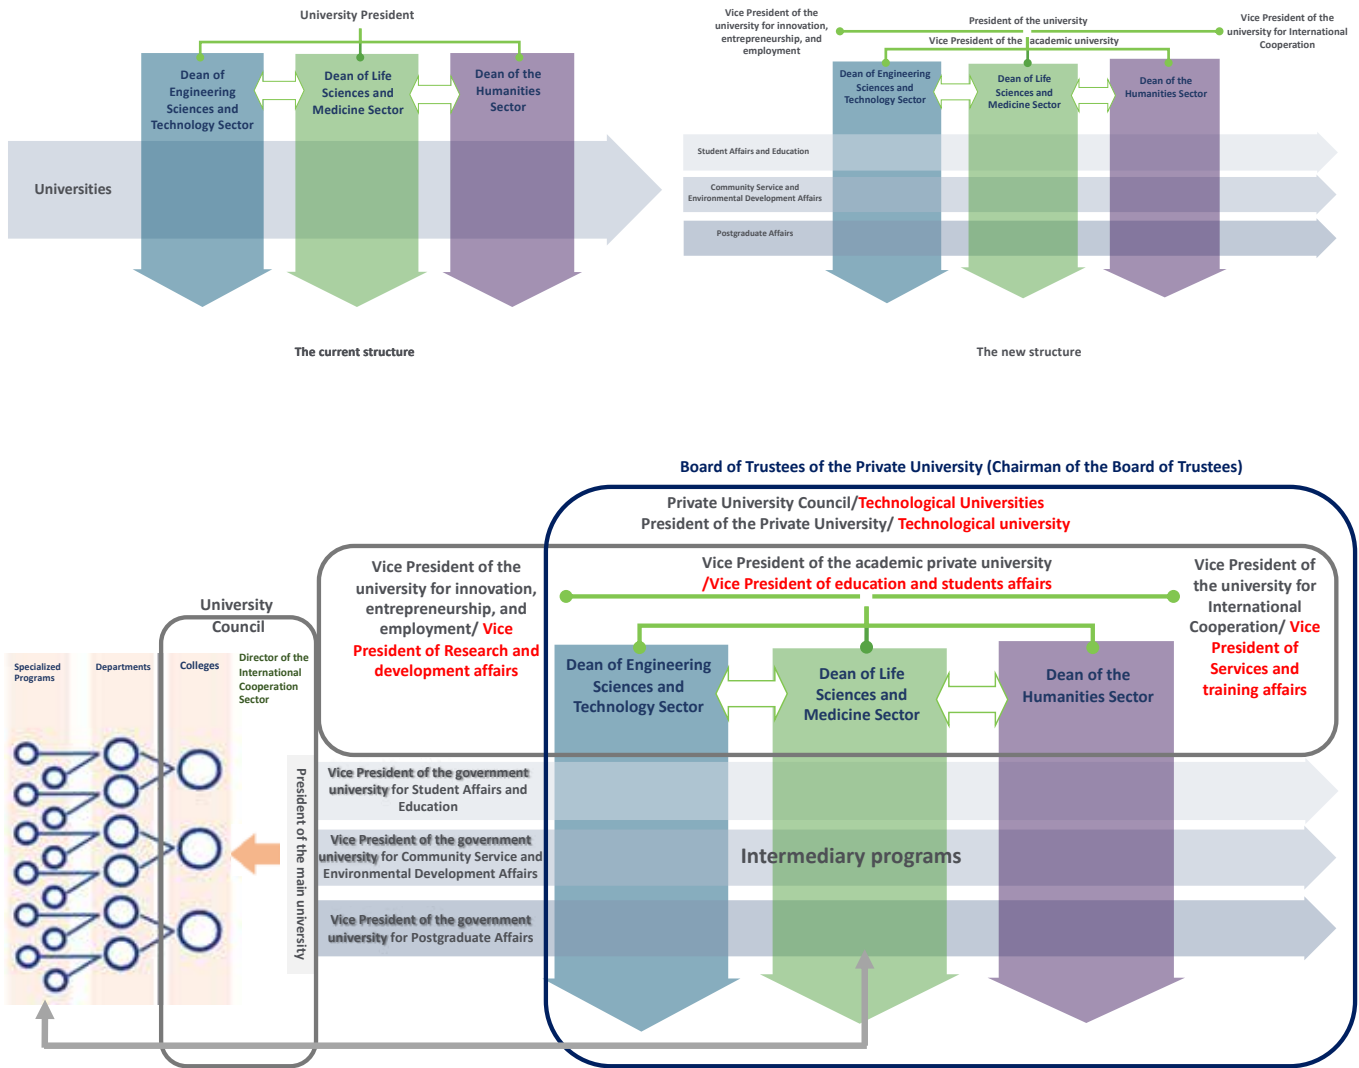 University President
Dean of
Engineering
Sciences and
Technology Sector
Dean of Life
Sciences and
Medicine Sector
Dean of the
Humanities
Sector
Universities
The current structure
Vice President of the
university for innovation,
entrepreneurship, and
employment
President of the university
Vice President of the academic university
Vice President of the
university for International
Cooperation
Dean of Engineering
Sciences and
Technology Sector
Dean of Life
Sciences and
Medicine Sector
Dean of the
Humanities Sector
Student Affairs and Education
Community Service and
Environmental Development Affairs
Postgraduate Affairs
The new structure
Board of Trustees of the Private University (Chairman of the Board of Trustees)
Private University Council/Technological Universities
President of the Private University/ Technological university
Vice President of the
university for innovation,
entrepreneurship, and
employment/ Vice
President of Research and
development affairs
Vice President of the academic private university
/Vice President of education and students affairs
Vice President of
the university for
International
Cooperation/ Vice
President of
Services and
training affairs
University
Council
Specialized
Programs
Departments
Colleges
Director of the
International
Cooperation
Sector
Dean of Engineering
Sciences and
Technology Sector
Dean of Life
Sciences and
Medicine Sector
Dean of the
Humanities Sector
President of the main university
Vice President of the government
university for Student Affairs and
Education
Vice President of the government
university for Community Service and
Environmental Development Affairs
Vice President of the government
university for Postgraduate Affairs
Intermediary programs